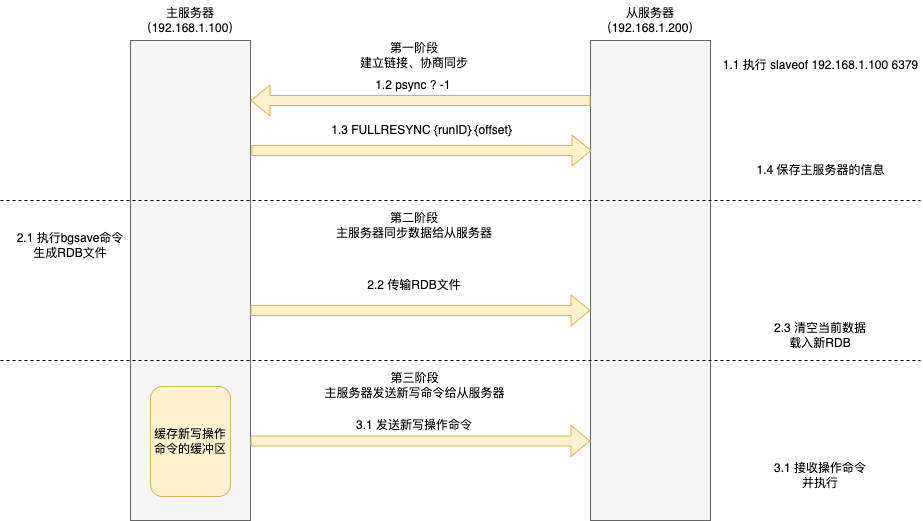 主服务器
（192.168.1.100）
从服务器
（192.168.1.200）
第一阶段
建立链接、协商同步
1.1 执行 slaveof 192.168.1.100 6379
1.2 psync ? -1
1.3 FULLRESYNC {runID} {offset}
1.4 保存主服务器的信息
第二阶段
主服务器同步数据给从服务器
2.1 执行bgsave命令
生成RDB文件
2.2 传输RDB文件
2.3 清空当前数据
载入新RDB
第三阶段
主服务器发送新写命令给从服务器
缓存新写操作
命令的缓冲区
3.1 发送新写操作命令
3.1 接收操作命令
并执行